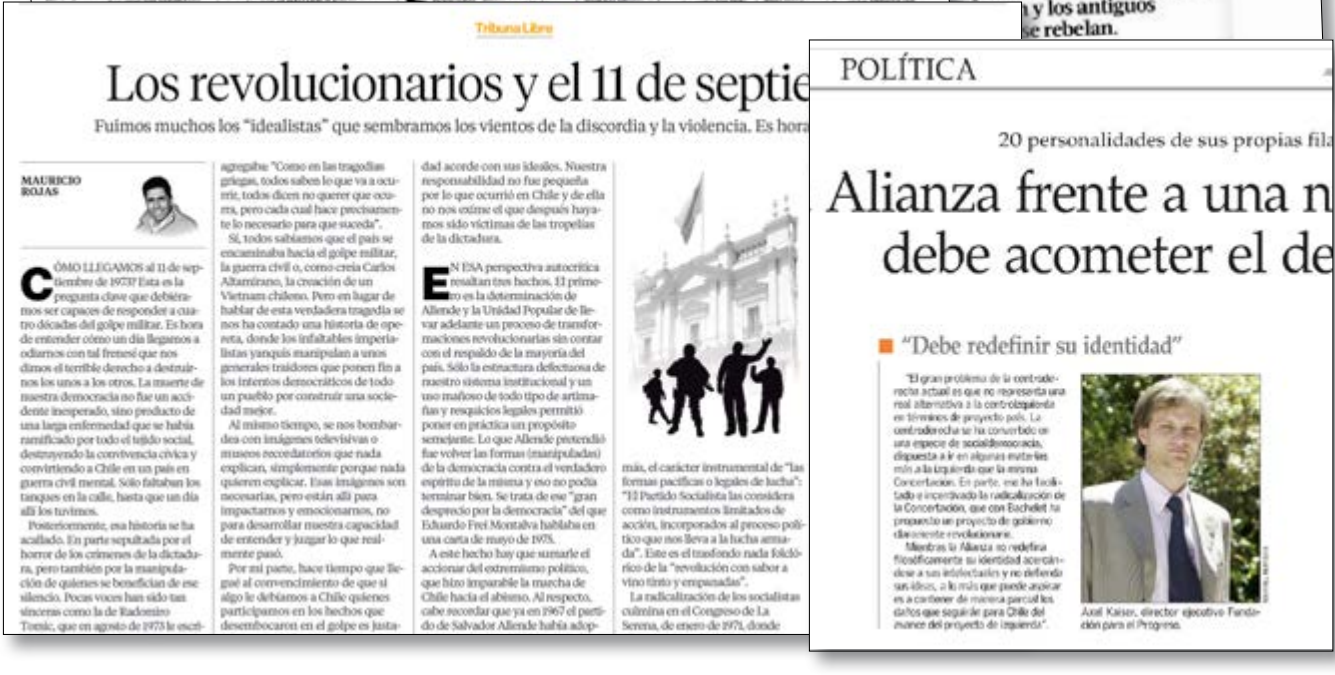 n y los antiguos
se rebelan.
Tribuna Libre
Los revolucionarios y el 11 de septie
Fuimos muchos los “idealistas” que sembramos los vientos de la discordia y la violencia. Es hora
MAURICIO
ROJAS
CÓMO LLEGAMOS al 11 de sep-
tiembre de 1973? Esta es la
pregunta clave que debiéra-
mos ser capaces de responder a cua-
tro décadas del golpe militar. Es hora
de entender cómo un día llegamos a
odiarnos con tal frenesí que nos
dimos el terrible derecho a destruir-
nos los unos a los otros. La muerte de
nuestra democracia no fue un acci-
dente inesperado, sino producto de
una larga enfermedad que se había
ramificado por todo el tejido social,
destruyendo la convivencia cívica y
convirtiendo a Chile en un país en
guerra civil mental. Sólo faltaban los
tanques en la calle, hasta que un día
allí los tuvimos.
Posteriormente, esa historia se ha
acallado. En parte sepultada por el
horror de los crímenes de la dictadu-
ra, pero también por la manipula-
ción de quienes se benefician de ese
silencio. Pocas voces han sido tan
sinceras como la de Radomiro
Tomic, que en agosto de 1973 le escri-
agregaba: “Como en las tragedias
griegas, todos saben lo que va a ocu-
rrir, todos dicen no querer que ocu-
rra, pero cada cual hace precisamen-
te lo necesario para que suceda”.
Sí, todos sabíamos que el país se
encaminaba hacia el golpe militar,
la guerra civil o, como creía Carlos
Altamirano, la creación de un
Vietnam chileno. Pero en lugar de
hablar de esta verdadera tragedia se
nos ha contado una historia de ope-
reta, donde los infaltables imperia-
listas yanquis manipulan a unos
generales traidores que ponen fin a
los intentos democráticos de todo
un pueblo por construir una socie-
dad mejor.
Al mismo tiempo, se nos bombar-
dea con imágenes televisivas o
museos recordatorios que nada
explican, simplemente porque nada
quieren explicar. Esas imágenes son
necesarias, pero están allí para
impactarnos y emocionarnos, no
para desarrollar nuestra capacidad
de entender y juzgar lo que real-
mente pasó.
Por mi parte, hace tiempo que lle-
gué al convencimiento de que si
algo le debíamos a Chile quienes
participamos en los hechos que
desembocaron en el golpe es justa-
dad acorde con sus ideales. Nuestra
responsabilidad no fue pequeña
por lo que ocurrió en Chile y de ella
no nos exime el que después haya-
mos sido víctimas de las tropelías
de la dictadura.
EN ESA perspectiva autocrítica
resaltan tres hechos. El prime-
ro es la determinación de
Allende y la Unidad Popular de lle-
var adelante un proceso de transfor-
maciones revolucionarias sin contar
con el respaldo de la mayoría del
país. Sólo la estructura defectuosa de
nuestro sistema institucional y un
uso mañoso de todo tipo de artima-
ñas y resquicios legales permitió
poner en práctica un propósito
semejante. Lo que Allende pretendió
fue volver las formas (manipuladas)
de la democracia contra el verdadero
espíritu de la misma y eso no podía
terminar bien. Se trata de ese “gran
desprecio por la democracia” del que
Eduardo Frei Montalva hablaba en
una carta de mayo de 1975.
A este hecho hay que sumarle el
accionar del extremismo político,
que hizo imparable la marcha de
Chile hacia el abismo. Al respecto,
cabe recordar que ya en 1967 el parti-
do de Salvador Allende había adop-
más, el carácter instrumental de “las
formas pacíficas o legales de lucha”:
“El Partido Socialista las considera
como instrumentos limitados de
acción, incorporados al proceso polí-
tico que nos lleva a la lucha arma-
da”. Este es el trasfondo nada folcló-
rico de la “revolución con sabor a
vino tinto y empanadas”.
La radicalización de los socialistas
culmina en el Congreso de La
Serena, de enero de 1971, donde
POLÍTICA
20 personalidades de sus propias fila
Alianza frente a una n
debe acometer el de
“Debe redefinir su identidad”
“El gran problema de la centrode-
recha actual es que no representa una
real alternativa a la centroizquierda
en términos de proyecto país. La
centroderecha se ha convertido en
una especie de socialdemocracia,
dispuesta a ir en algunas materias
más a la izquierda que la misma
Concertación. En parte, eso ha facili-
tado e incentivado la radicalización de
la Concertación, que con Bachelet ha
propuesto un proyecto de gobierno
claramente revolucionario.
Mientras la Alianza no redefina
filosóficamente su identidad acercán-
dose a sus intelectuales y no defienda
sus ideas, a lo más que puede aspirar
es a contener de manera parcial los
daños que seguirán para Chile del
avance del proyecto de izquierda”.
Axel Kaiser, director ejecutivo Funda-
ción para el Progreso.